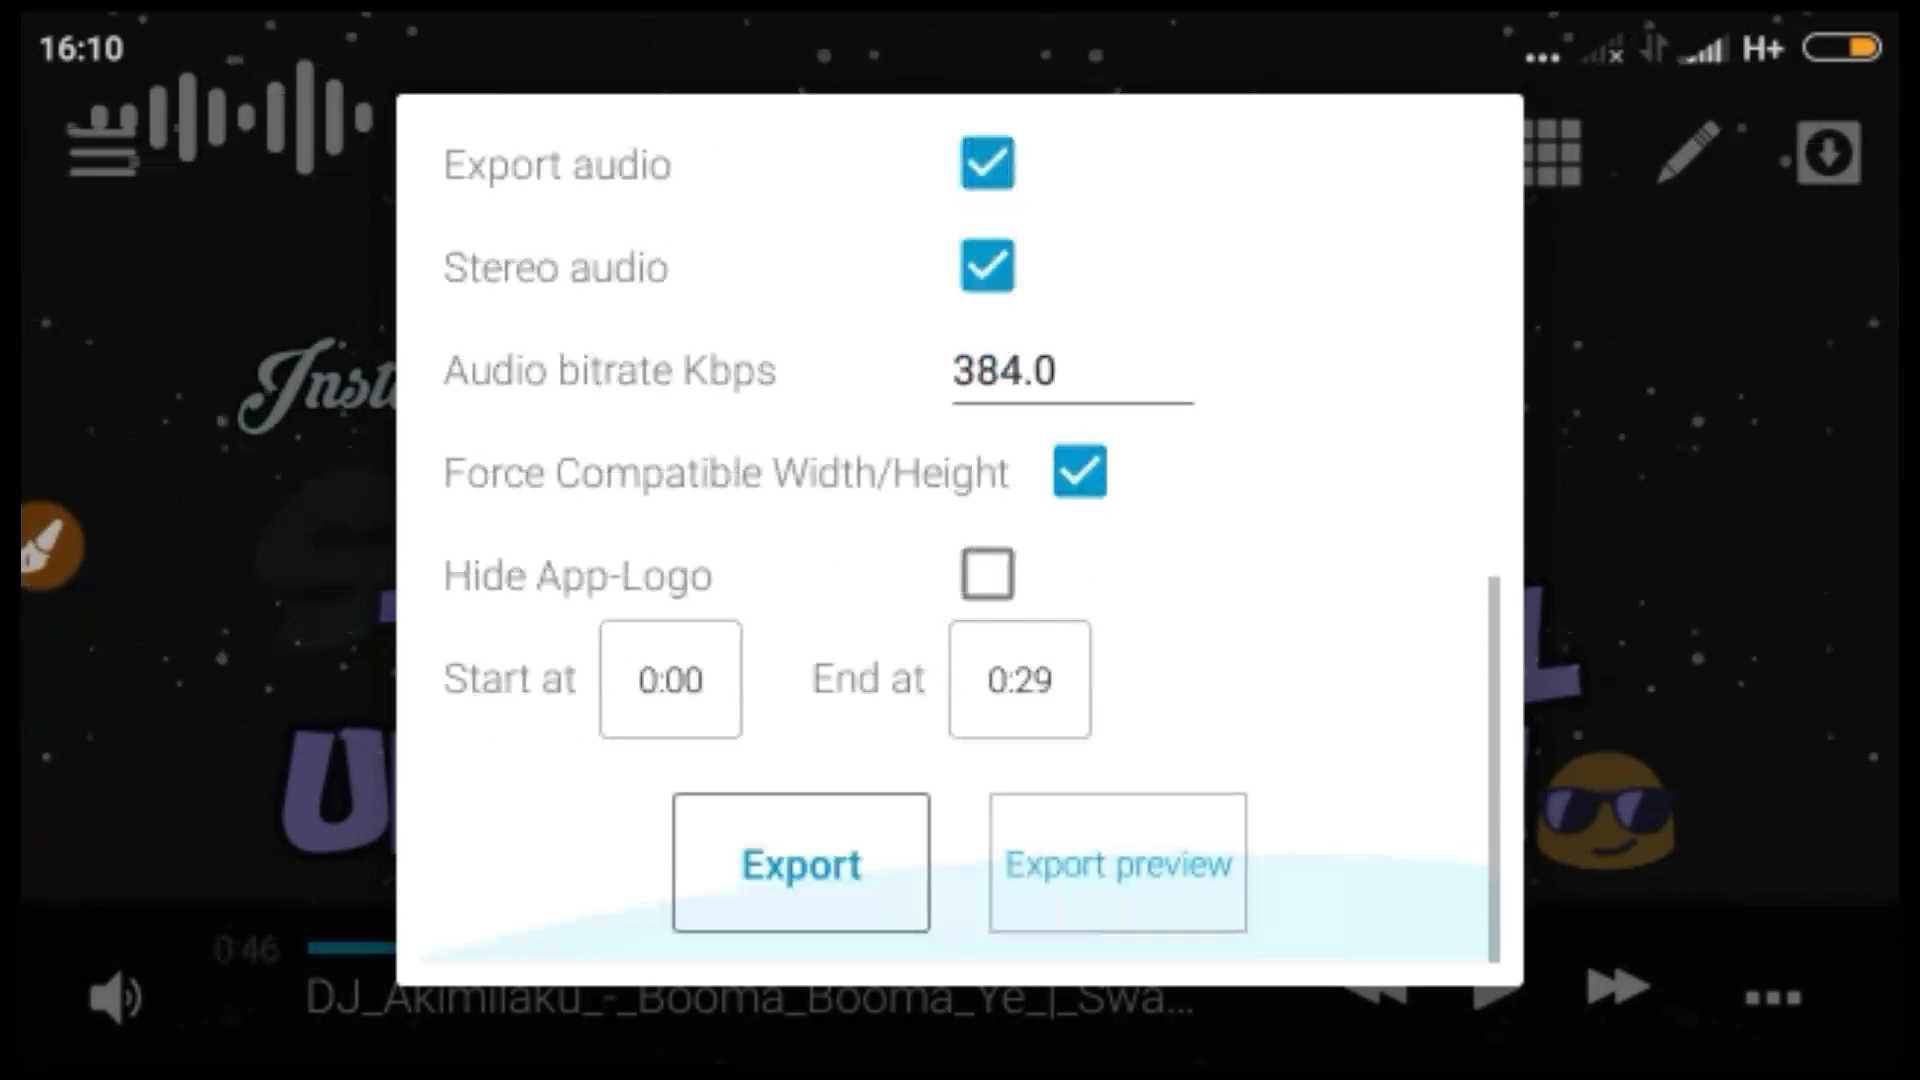 16:10
H+
Export audio
Stereo audio
Audio bitrate Kbps 384.0
Force Compatible Width/Height
Hide App-Logo
Start at 0:00 End at 0:29
Export Export preview
0:46
DJ_Akimilaku_-_Booma_Booma_Ye_|_Swa...